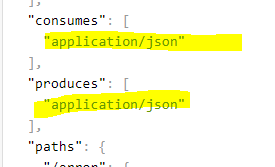 ],
"consumes": [
"application/json"
],
"produces": [
"application/json"
],
"paths": {